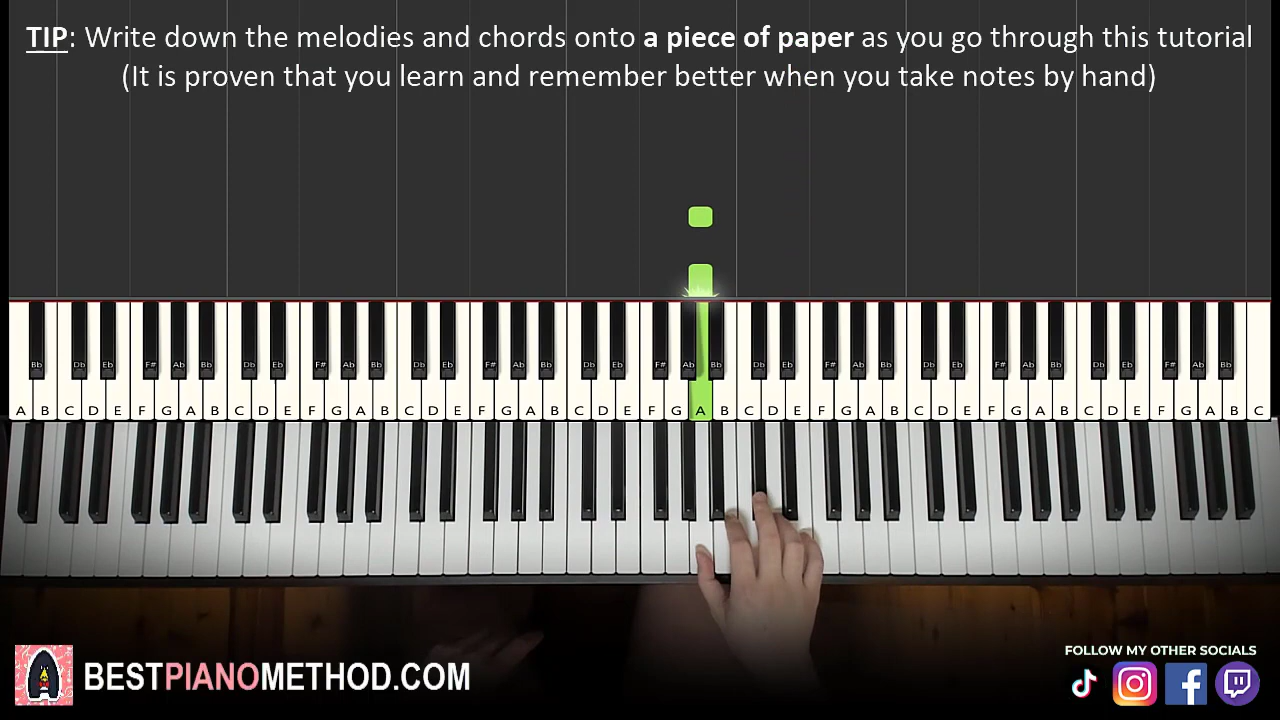 TIP: Write down the melodies and chords onto a piece of paper as you go through this tutorial
(It is proven that you learn and remember better when you take notes by hand)
Bb Db Eb F# Ab Bb Db Eb F# Ab Bb Db Eb F# Ab Bb Db Eb F# Ab Bb Db Eb F# Ab Bb Db Eb F# Ab Bb Db Eb F# Ab Bb
A B C D E F G A B C D E F G A B C D E F G A B C D E F G A B C D E F G A B C D E F G A B C D E F G A B C
BESTPIANOMETHOD.COM
FOLLOW MY OTHER SOCIALS